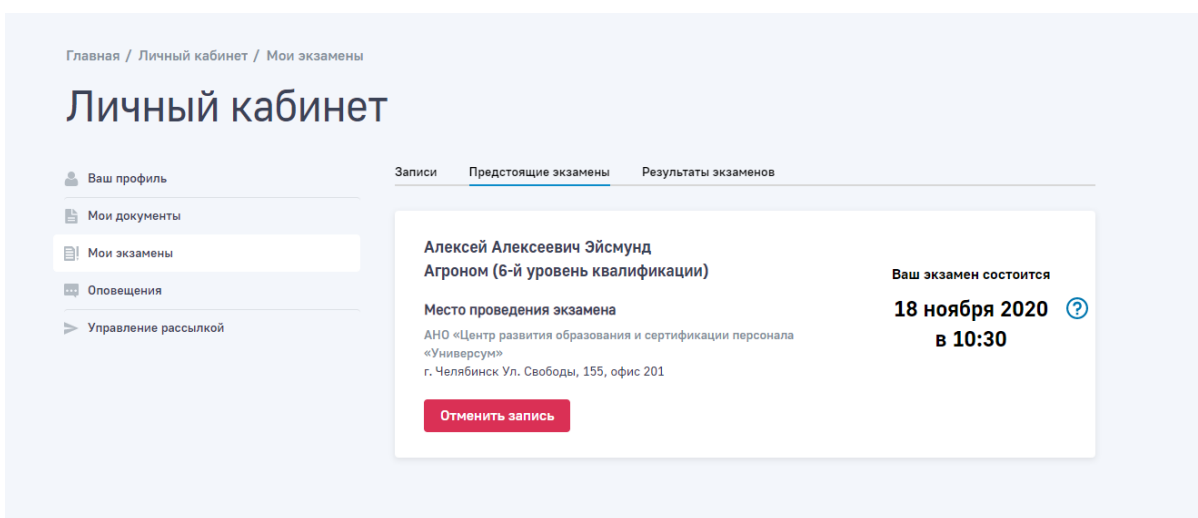 Главная / Личный кабинет / Мои экзамены
Личный кабинет
Ваш профиль
Мои документы
Мои экзамены
Оповещения
Управление рассылкой
Записи Предстоящие экзамены Результаты экзаменов
Алексей Алексеевич Эйсмунд
Агроном (6-й уровень квалификации)
Место проведения экзамена
АНО «Центр развития образования и сертификации персонала
«Универсум»
г. Челябинск Ул. Свободы, 155, офис 201
Отменить запись
Ваш экзамен состоится
18 ноября 2020 ?
в 10:30